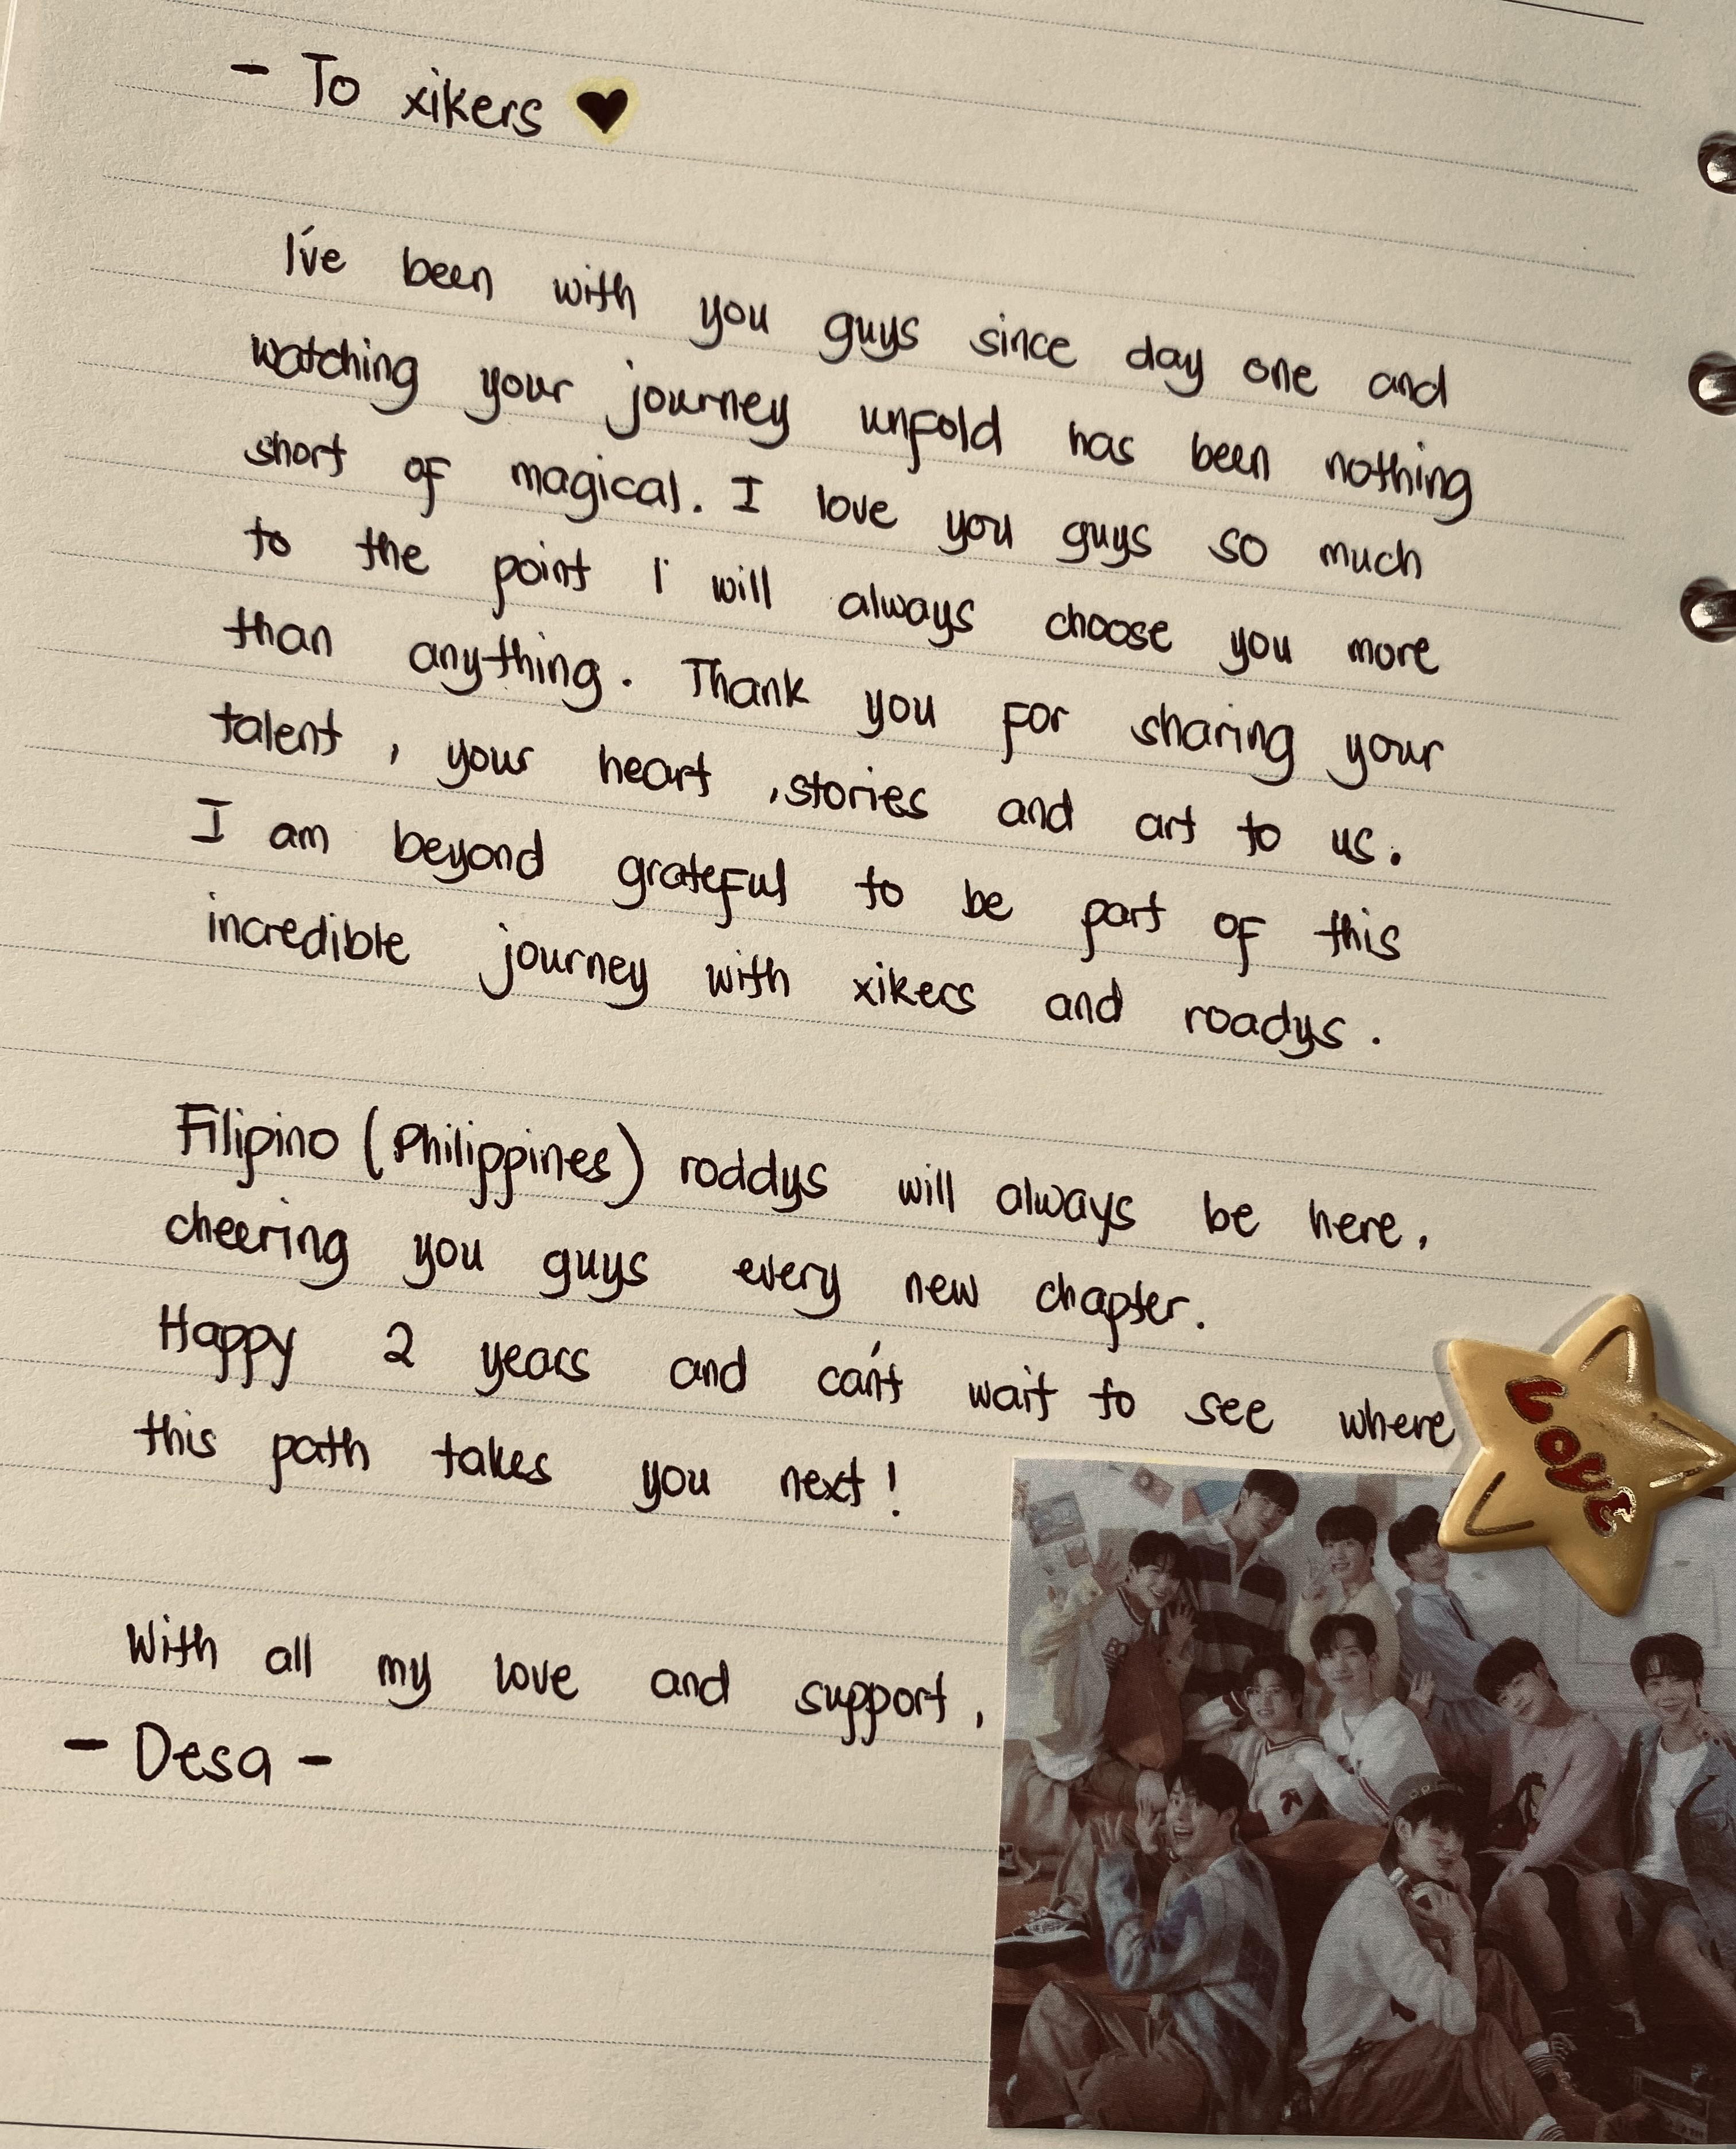 - To xikers ♥
I've been with you guys since day one and
watching your journey unfold has been nothing
short of magical. I love you guys so much
to the point I will always choose you more
than anything. Thank you for sharing your
talent, your heart, stories and art to us.
I am beyond grateful to be part of this
incredible journey with xikers and roadys.
Filipino (Philippines) roddys will always be here,
cheering you guys every new chapter.
Happy 2 years and can't wait to see where
this path takes you next!
With all my love and support,
- Desa -
LOVE